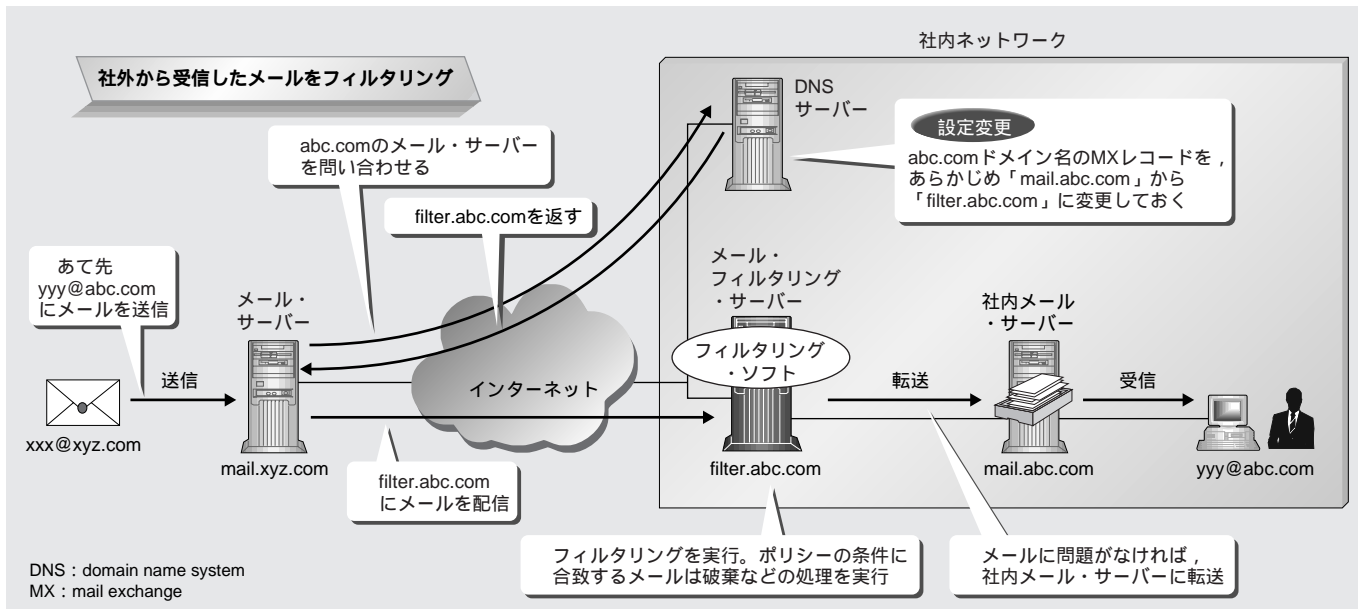 社内ネットワーク
社外から受信したメールをフィルタリング
DNS
サーバー
設定変更
abc.comドメイン名のMXレコードを，
あらかじめ「mail.abc.com」から
「filter.abc.com」に変更しておく
abc.comのメール・サーバー
を問い合わせる
filter.abc.comを返す
あて先
yyy@abc.com
にメールを送信
メール・
サーバー
メール・
フィルタリング
・サーバー
社内メール
・サーバー
フィルタリング
・ソフト
送信
インターネット
転送
受信
xxx@xyz.com
mail.xyz.com
filter.abc.com
mail.abc.com
yyy@abc.com
filter.abc.com
にメールを配信
フィルタリングを実行。ポリシーの条件に
合致するメールは破棄などの処理を実行
メールに問題がなければ，
社内メール・サーバーに転送
DNS：domain name system
MX：mail exchange